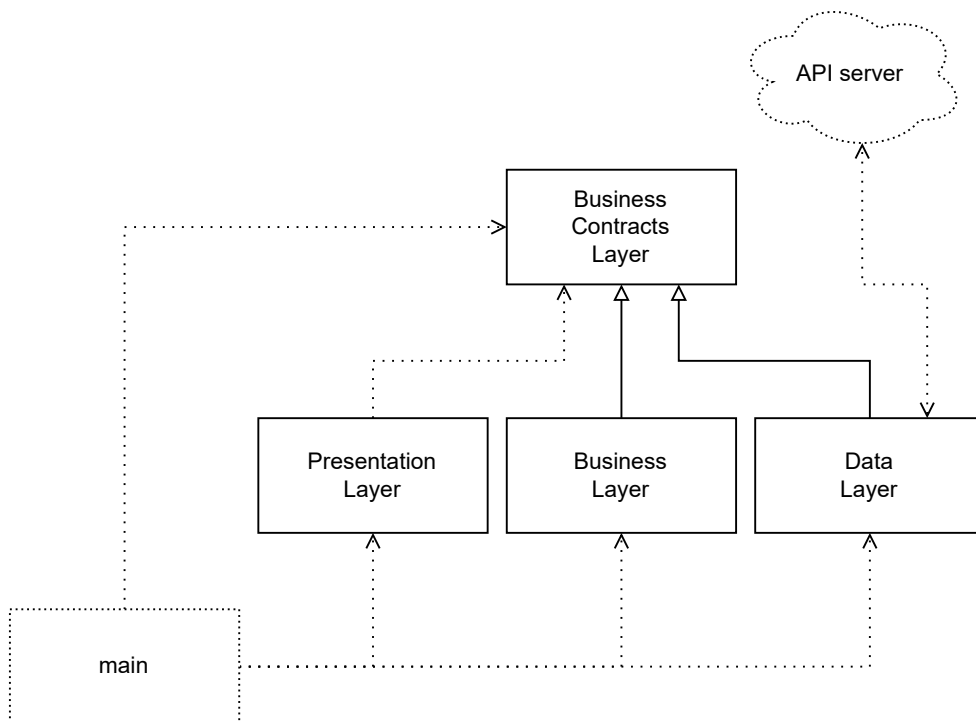 API server
Business
Contracts
Layer
Presentation
Layer
Business
Layer
Data
Layer
main